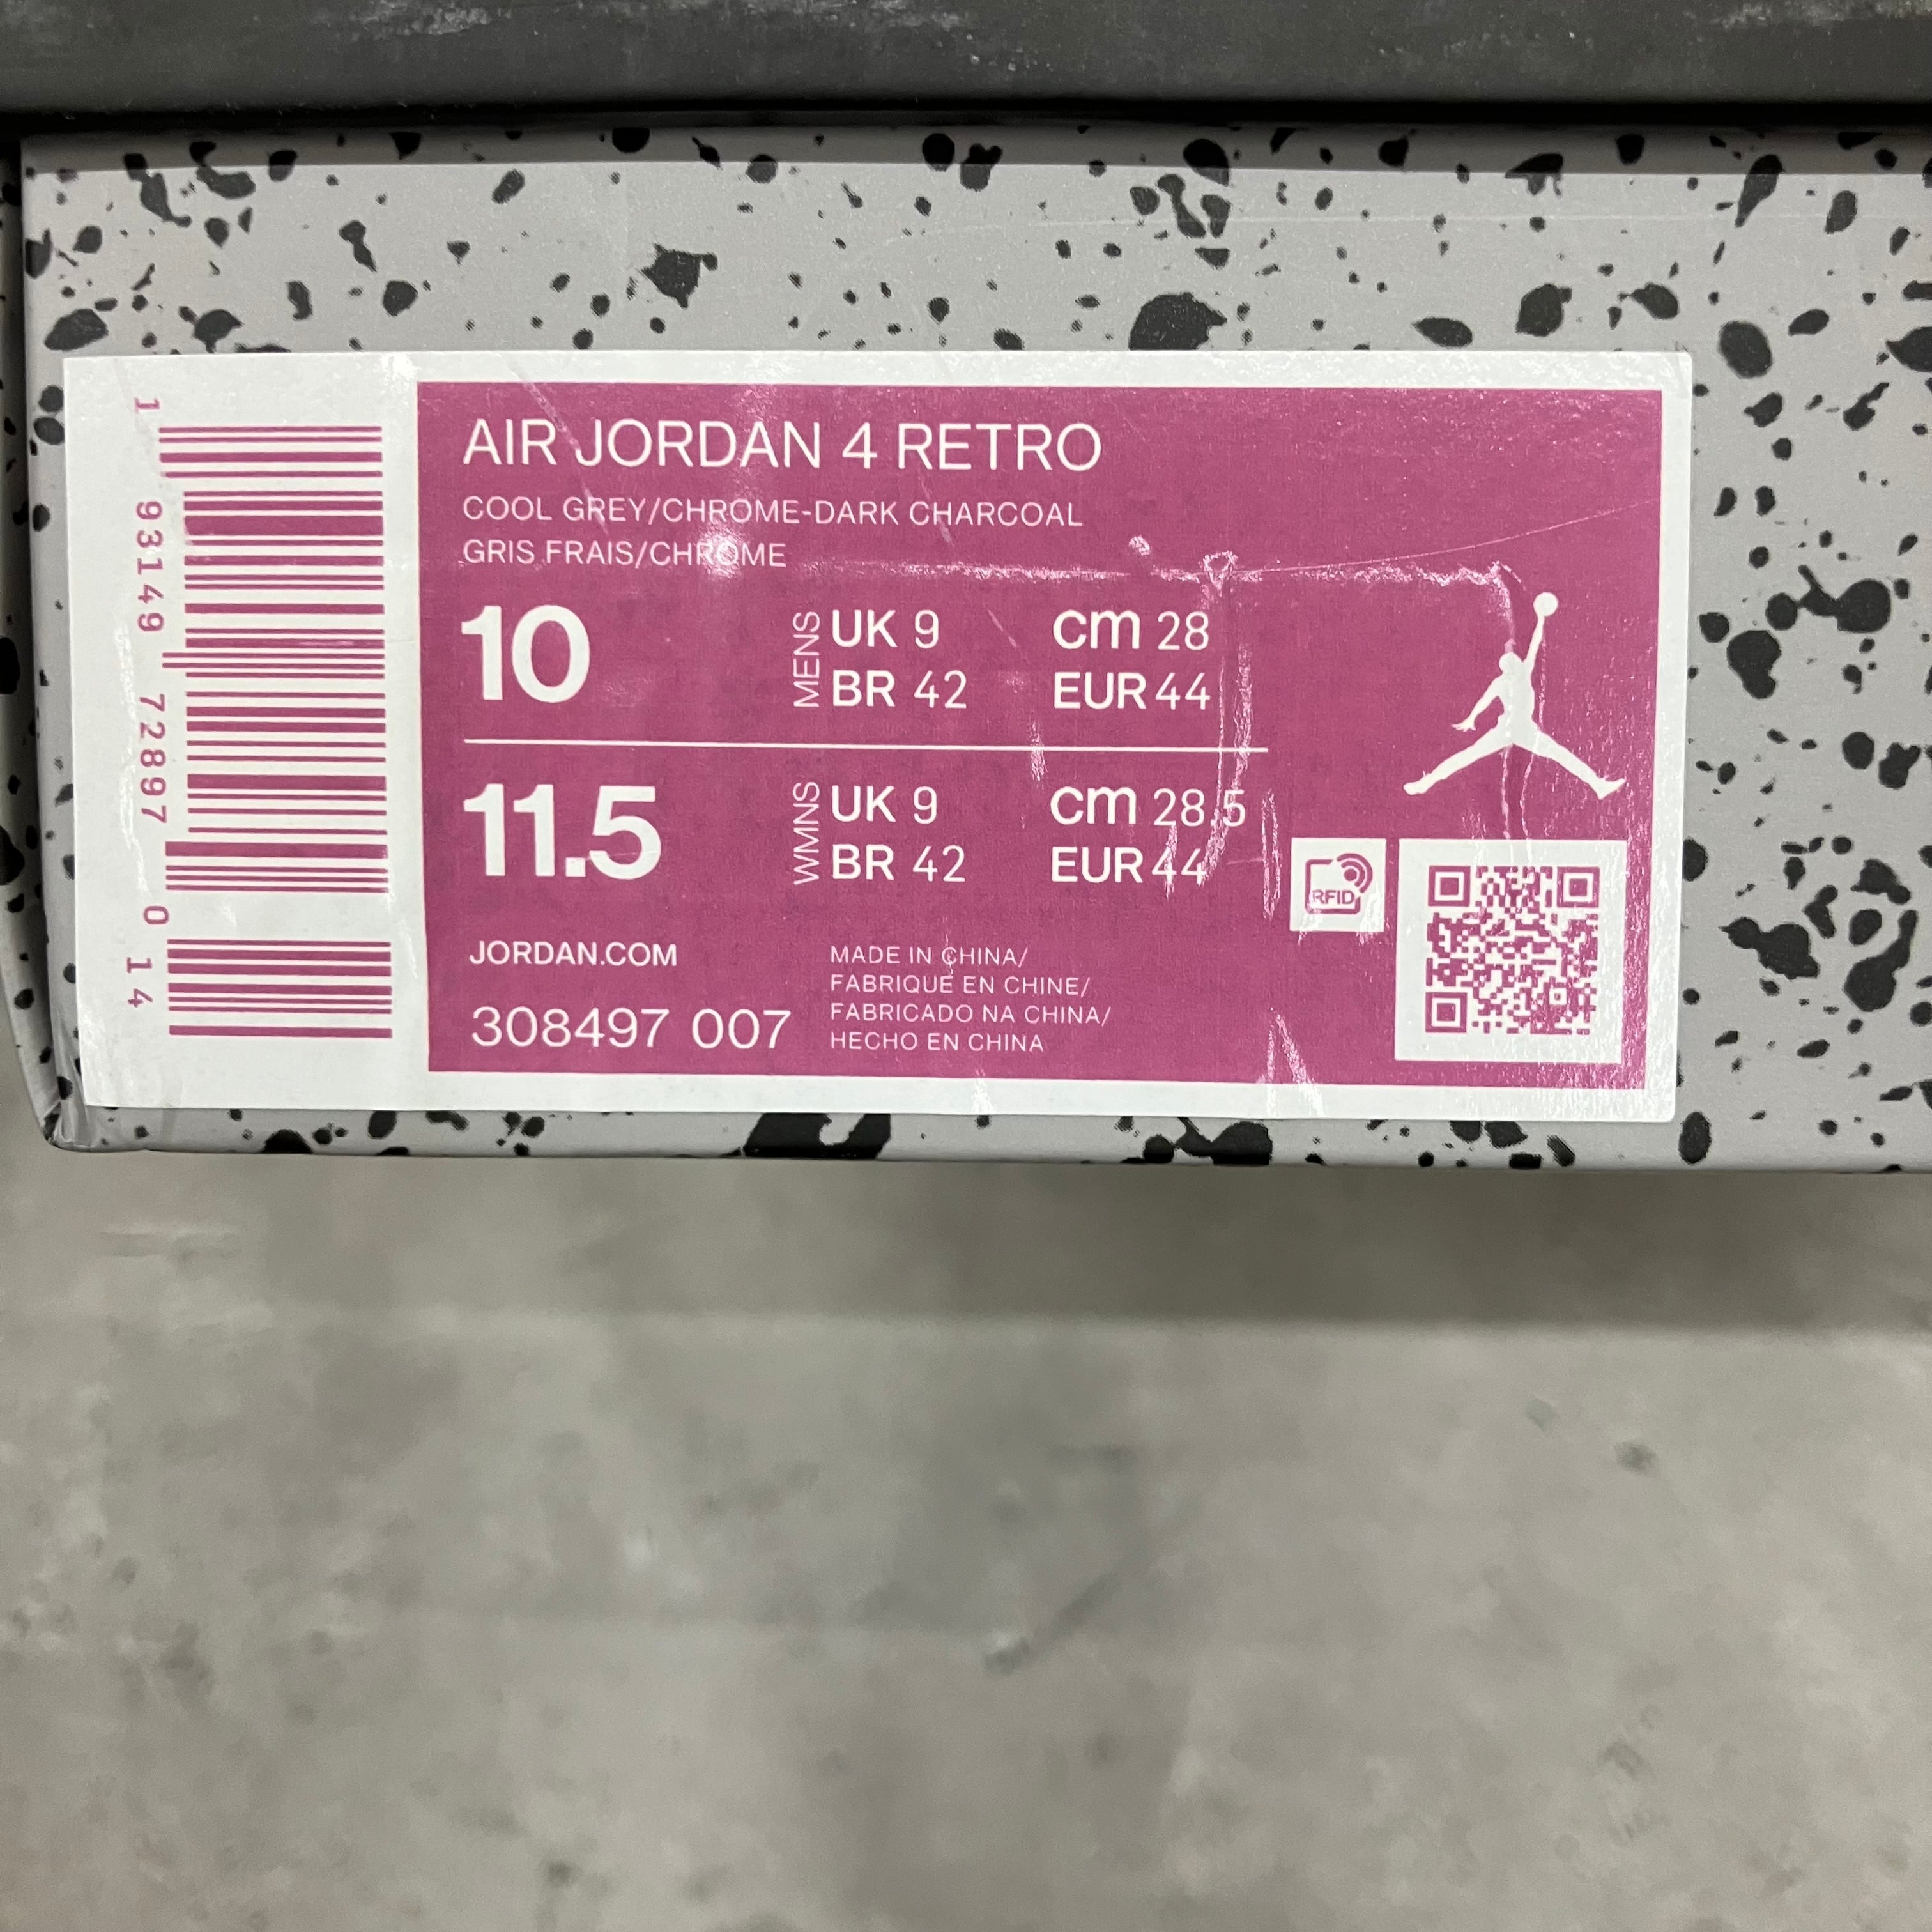 AIR JORDAN 4 RETRO
COOL GREY/CHROME-DARK CHARCOAL
GRIS FRAIS/CHROME
10
MENS
UK 9
cm 28
BR 42
EUR 44
11.5
WMNS
UK 9
cm 28.5
BR 42
EUR 44
RFID
JORDAN.COM
308497 007
MADE IN CHINA/
FABRIQUE EN CHINE/
FABRICADO NA CHINA/
HECHO EN CHINA
1 93149 72897 0 14